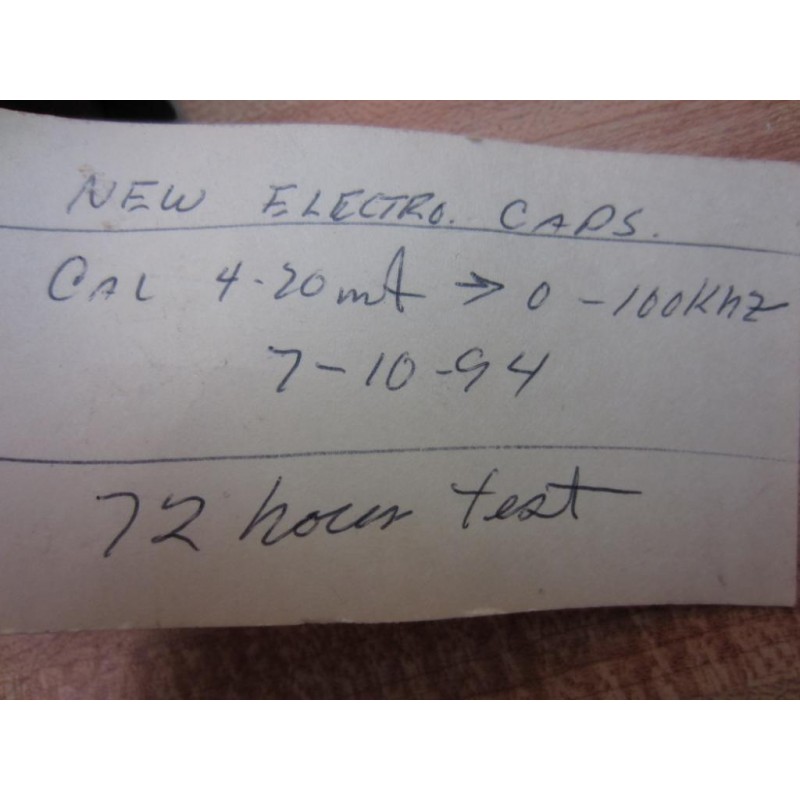 NEW ELECTRO. CAPS.
CAL 4-20mA → 0-100Khz
7-10-94
72 hour test